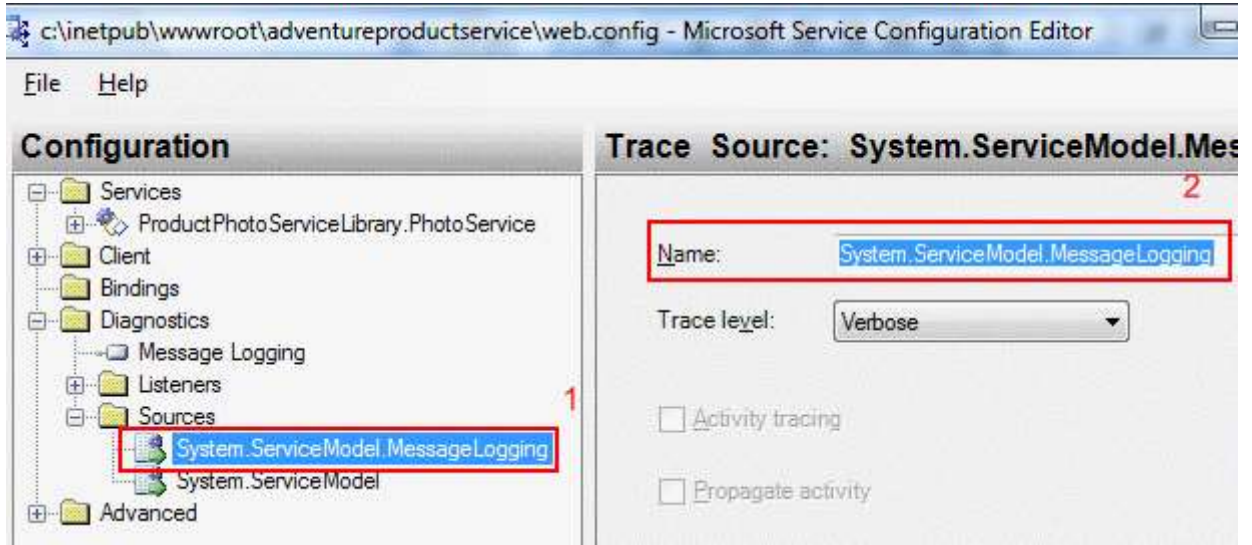 c:\inetpub\wwwroot\adventureproductservice\web.config - Microsoft Service Configuration Editor
File Help
Configuration
Services
ProductPhotoServiceLibrary.PhotoService
Client
Bindings
Diagnostics
Message Logging
Listeners
Sources
1
System.ServiceModel.MessageLogging
System.ServiceModel
Advanced
Trace Source: System.ServiceModel.Mes
2
Name: System.ServiceModel.MessageLogging
Trace level: Verbose
Activity tracing
Propagate activity